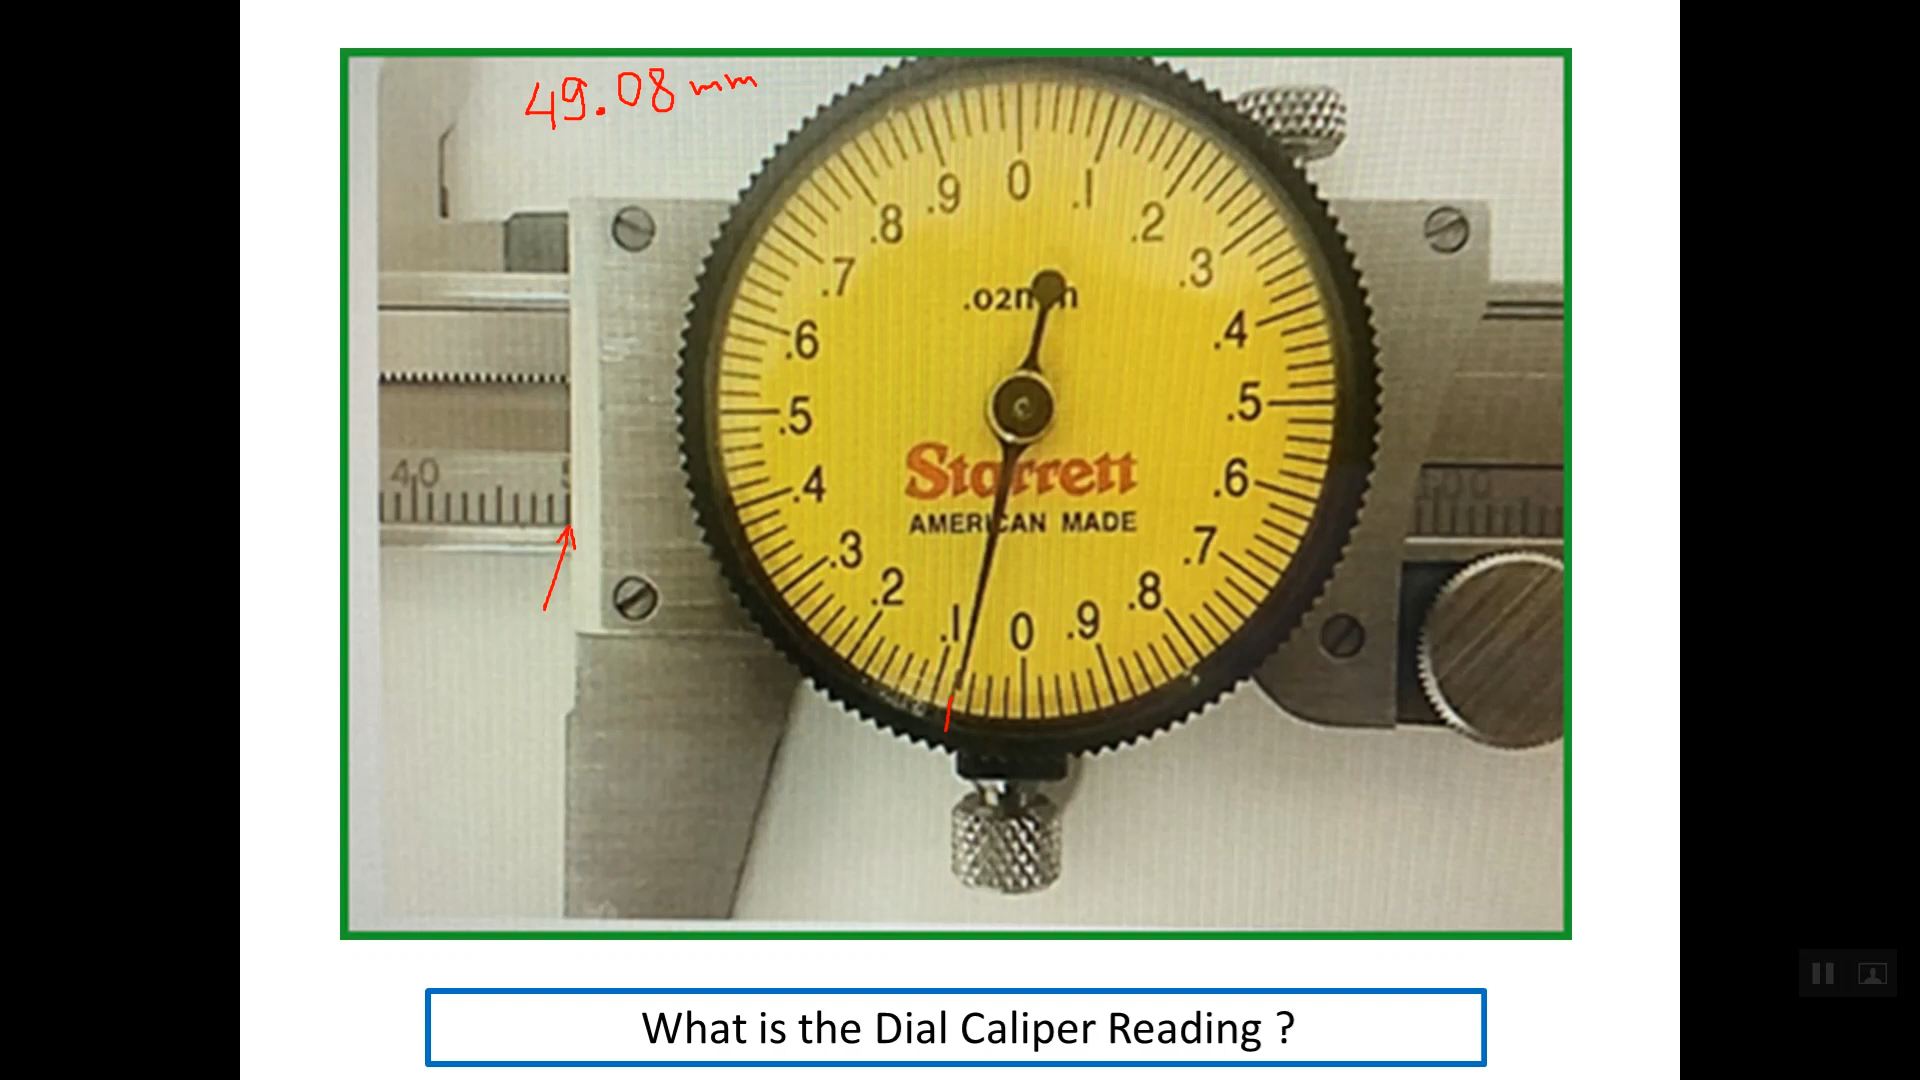 49.08 mm
0
.9 .1
.8 .2
.7 .3
.02mm
.6 .4
.5 .5
Starrett
40
.4 .6
100
AMERICAN MADE
.3 .7
.2 .8
.1 0 .9
What is the Dial Caliper Reading ?